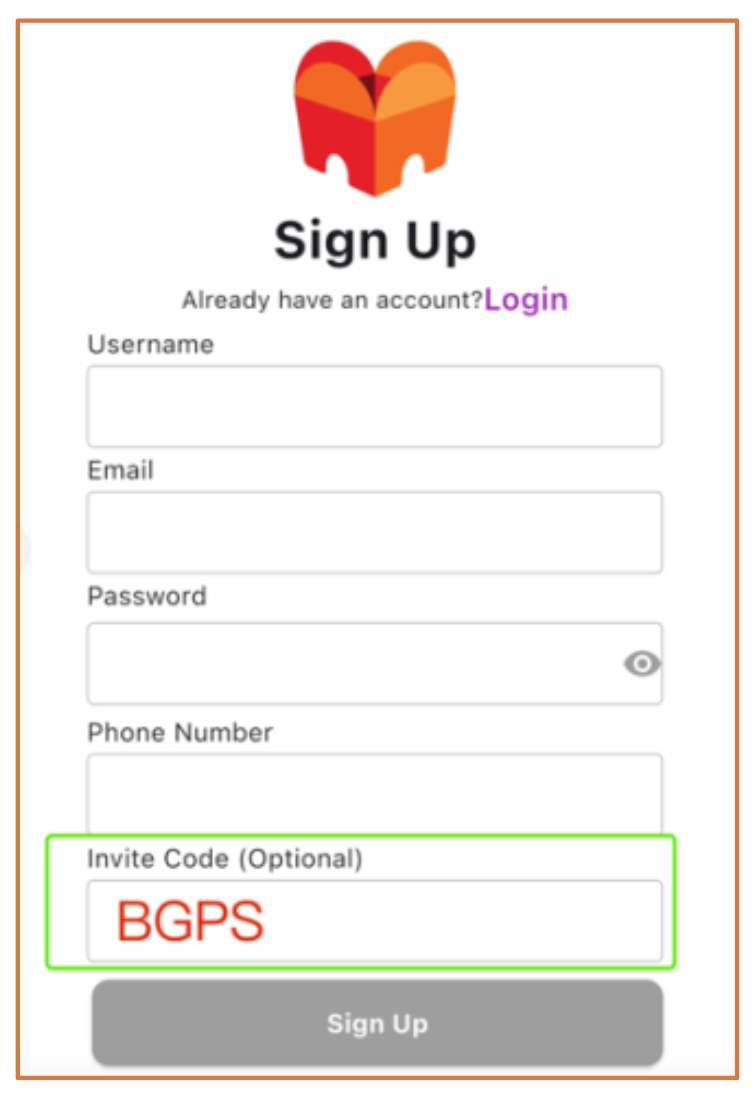 Sign Up
Already have an account?Login
Username
Email
Password
Phone Number
Invite Code (Optional)
BGPS
Sign Up